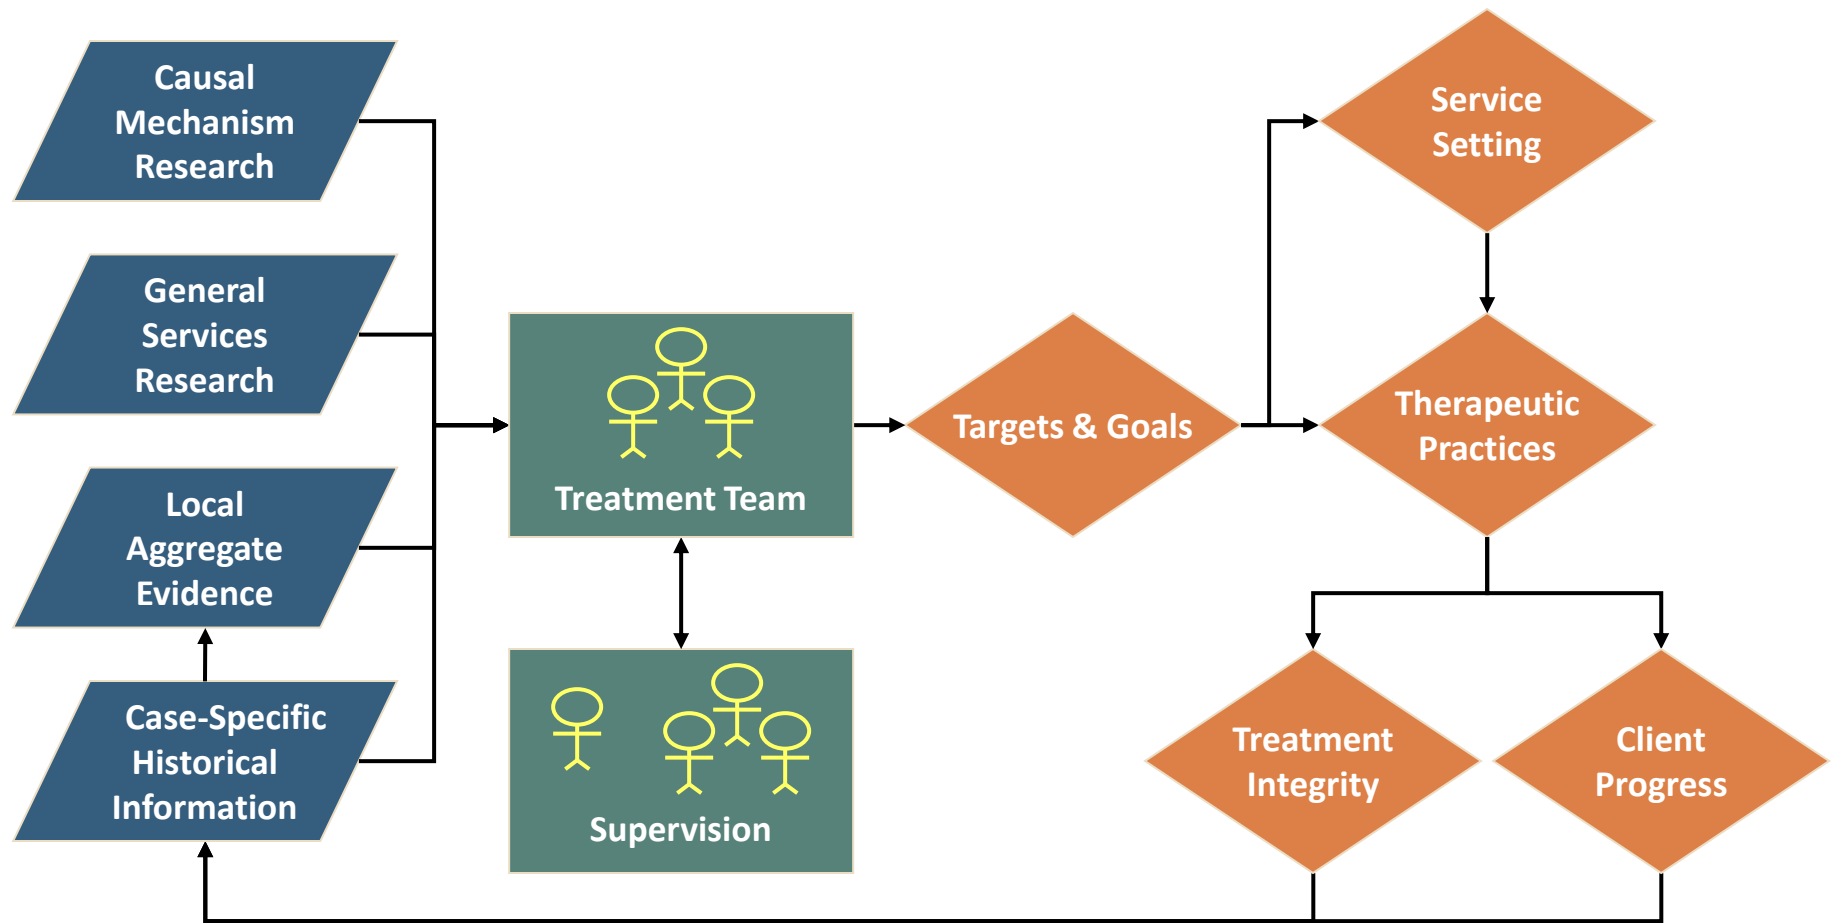 Causal
Mechanism
Research
General
Services
Research
Local
Aggregate
Evidence
Case-Specific
Historical
Information
Treatment Team
Supervision
Targets & Goals
Service
Setting
Therapeutic
Practices
Treatment
Integrity
Client
Progress